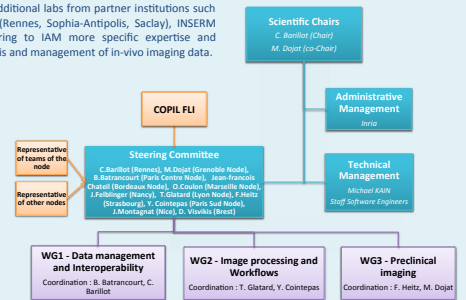 dditional labs from partner institutions such
(Rennes, Sophia-Antipolis, Saclay), INSERM
ring to IAM more specific expertise and
is and management of in-vivo imaging data.
Scientific Chairs
C. Barillot (Chair)
M. Dojat (co-Chair)
COPIL FLI
Administrative
Management
Inria
Representative
of teams of the
node
Representative
of other nodes
Steering Committee
C.Barillot (Rennes), M.Dojat (Grenoble Node),
B.Batrancourt (Paris Centre Node), Jean-francois
Chateil (Bordeaux Node), O.Coulon (Marseille Node),
J.Felblinger (Nancy), T.Glatard (Lyon Node), F.Heitz
(Strasbourg), Y. Cointepas (Paris Sud Node),
J.Montagnat (Nice), D. Visvikis (Brest)
Technical
Management
Michael KAIN
Staff Software Engineers
WG1 - Data management
and Interoperability
Coordination : B. Batrancourt, C.
Barillot
WG2 - Image processing and
Workflows
Coordination : T. Glatard, Y. Cointepas
WG3 - Preclinical
imaging
Coordination : F. Heitz, M. Dojat